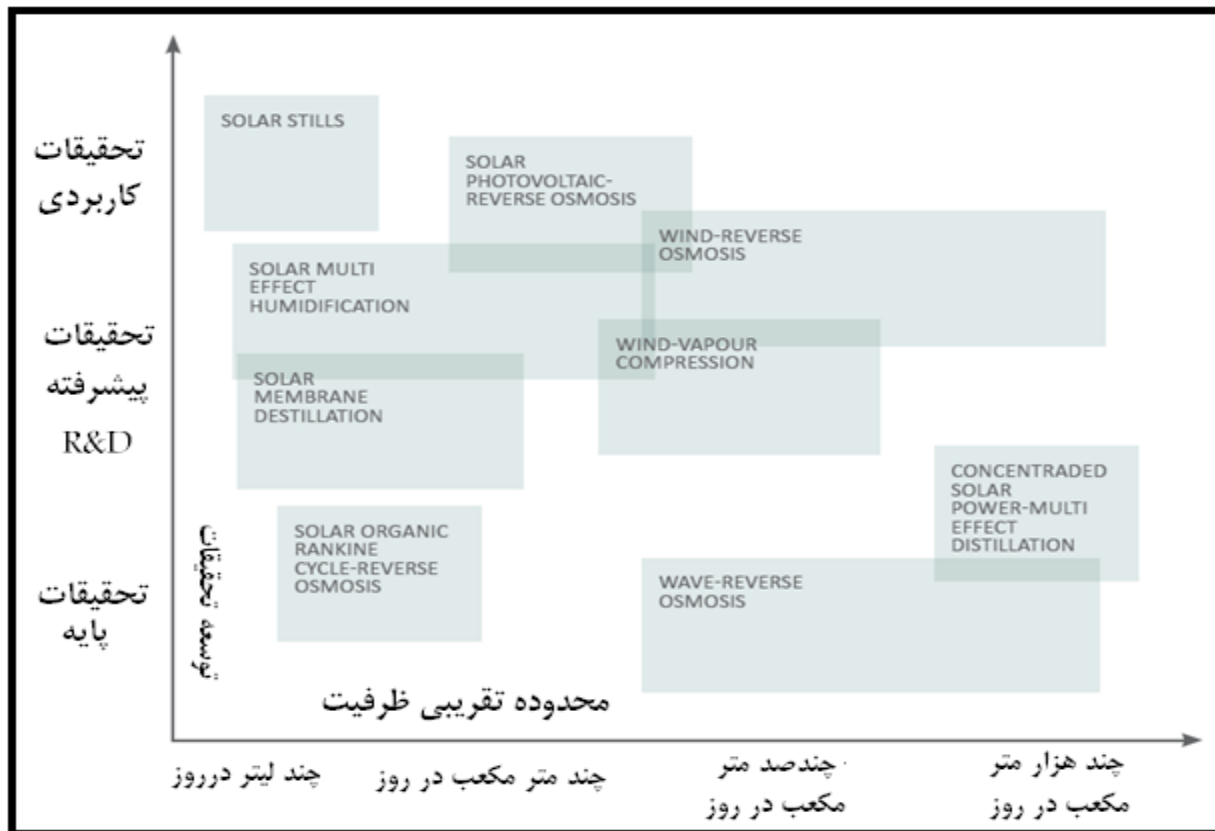 تحقیقات
کاربردی
تحقیقات
پیشرفته
R&D
تحقیقات
پایه
توسعه تحقیقات
SOLAR STILLS
SOLAR
PHOTOVOLTAIC-
REVERSE OSMOSIS
WIND-REVERSE
OSMOSIS
SOLAR MULTI
EFFECT
HUMIDIFICATION
WIND-VAPOUR
COMPRESSION
SOLAR
MEMBRANE
DESTILLATION
CONCENTRADED
SOLAR
POWER-MULTI
EFFECT
DISTILLATION
SOLAR ORGANIC
RANKINE
CYCLE-REVERSE
OSMOSIS
WAVE-REVERSE
OSMOSIS
محدوده تقریبی ظرفیت
چند لیتر درروز
چند متر مکعب در روز
چندصد متر
مکعب در روز
چند هزار متر
مکعب در روز